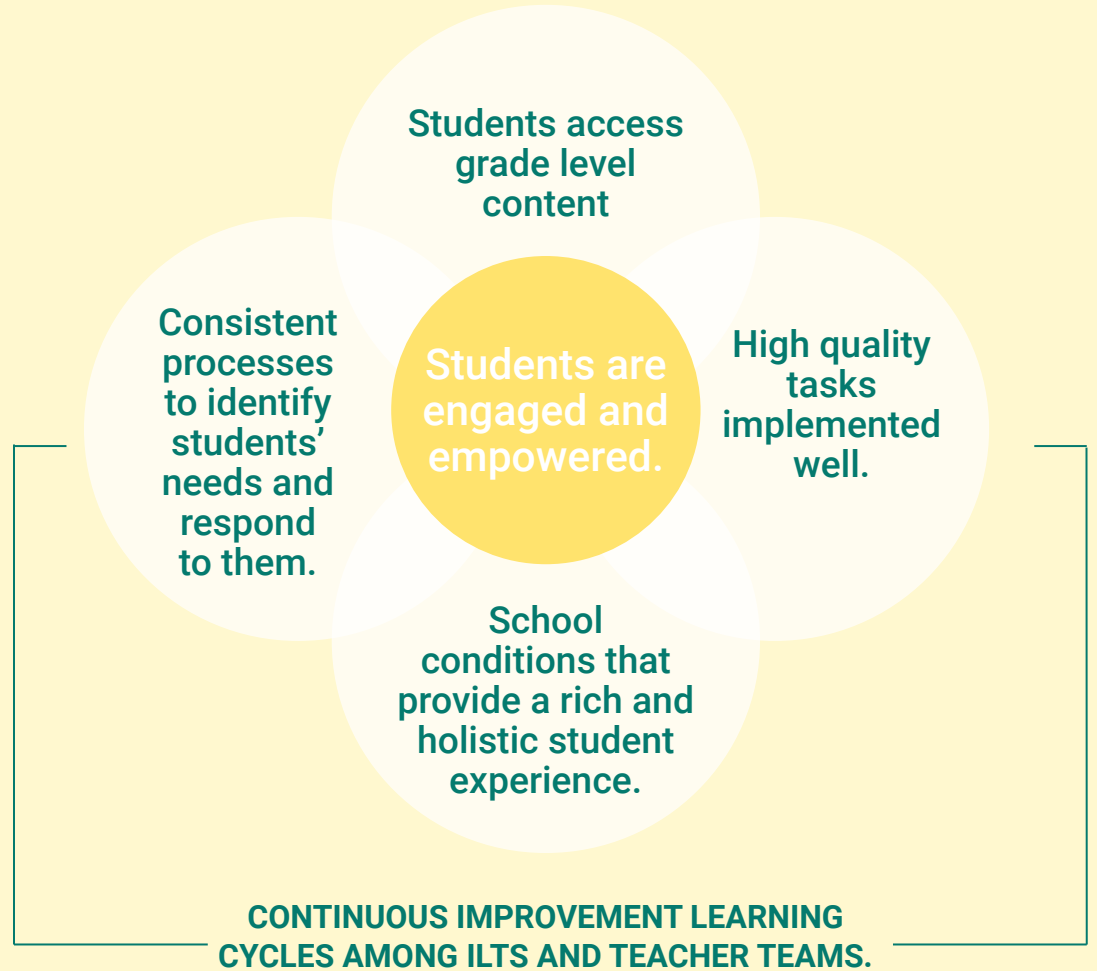 Students access
grade level
content
Consistent
processes
to identify
students’
needs and
respond
to them.
Students are
engaged and
empowered.
High quality
tasks
implemented
well.
School
conditions that
provide a rich and
holistic student
experience.
CONTINUOUS IMPROVEMENT LEARNING
CYCLES AMONG ILTS AND TEACHER TEAMS.